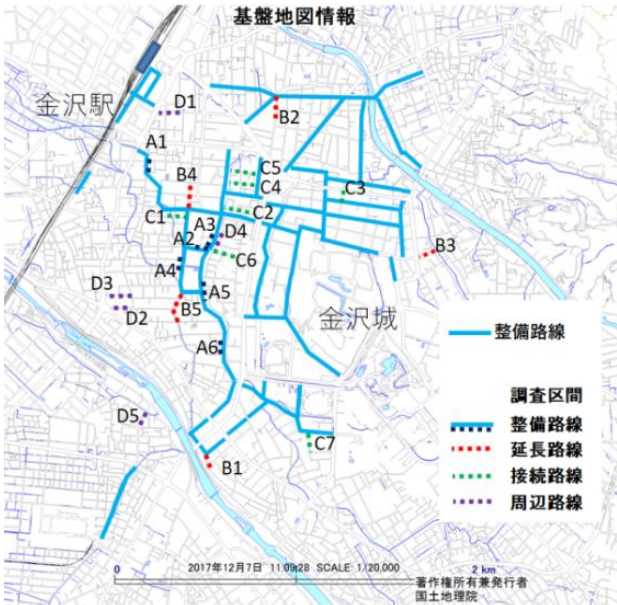 基盤地図情報
金沢駅
D1
A1
B2
B4
C5
C4
C3
C1
C2
A3
D4
A2
C6
B3
A4
D3
A5
D2
B5
金沢城
A6
整備路線
調査区間
整備路線
延長路線
接続路線
周辺路線
D5
C7
B1
2017年12月7日 11:09:28 SCALE: 1/20,000
0
2 km
著作権所有兼発行者
国土地理院